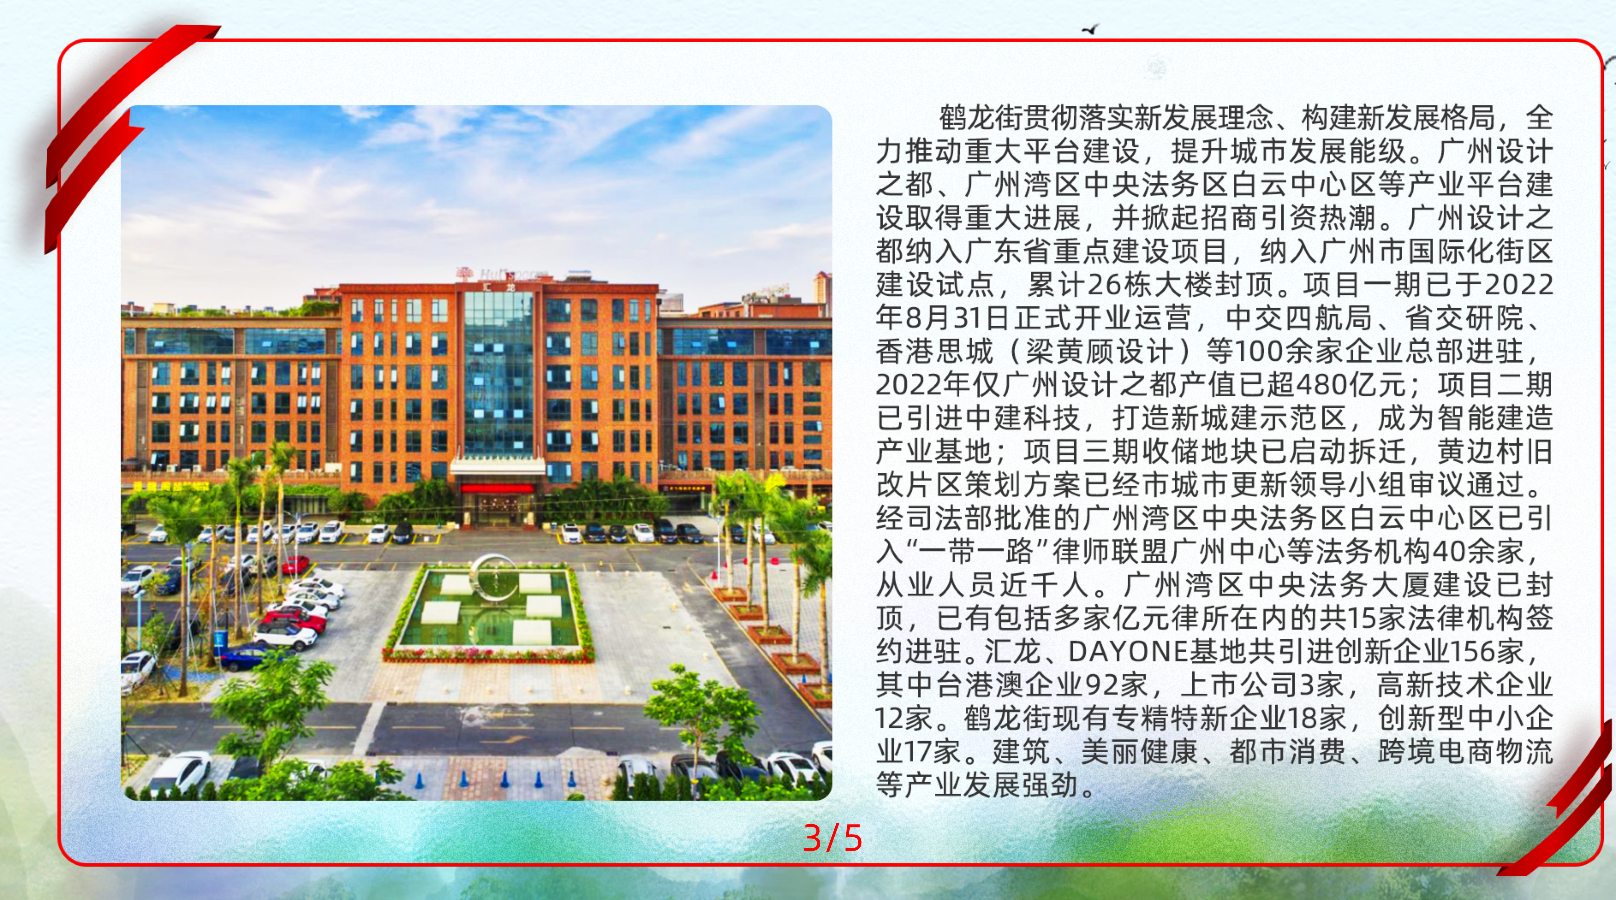 汇 龙
鹤龙街贯彻落实新发展理念、构建新发展格局，全
力推动重大平台建设，提升城市发展能级。广州设计
之都、广州湾区中央法务区白云中心区等产业平台建
设取得重大进展，并掀起招商引资热潮。广州设计之
都纳入广东省重点建设项目，纳入广州市国际化街区
建设试点，累计26栋大楼封顶。项目一期已于2022
年8月31日正式开业运营，中交四航局、省交研院、
香港思城（梁黄顾设计）等100余家企业总部进驻，
2022年仅广州设计之都产值已超480亿元；项目二期
已引进中建科技，打造新城建示范区，成为智能建造
产业基地；项目三期收储地块已启动拆迁，黄边村旧
改片区策划方案已经市城市更新领导小组审议通过。
经司法部批准的广州湾区中央法务区白云中心区已引
入“一带一路”律师联盟广州中心等法务机构40余家，
从业人员近千人。广州湾区中央法务大厦建设已封
顶，已有包括多家亿元律所在内的共15家法律机构签
约进驻。汇龙、DAYONE基地共引进创新企业156家，
其中台港澳企业92家，上市公司3家，高新技术企业
12家。鹤龙街现有专精特新企业18家，创新型中小企
业17家。建筑、美丽健康、都市消费、跨境电商物流
等产业发展强劲。
3/5